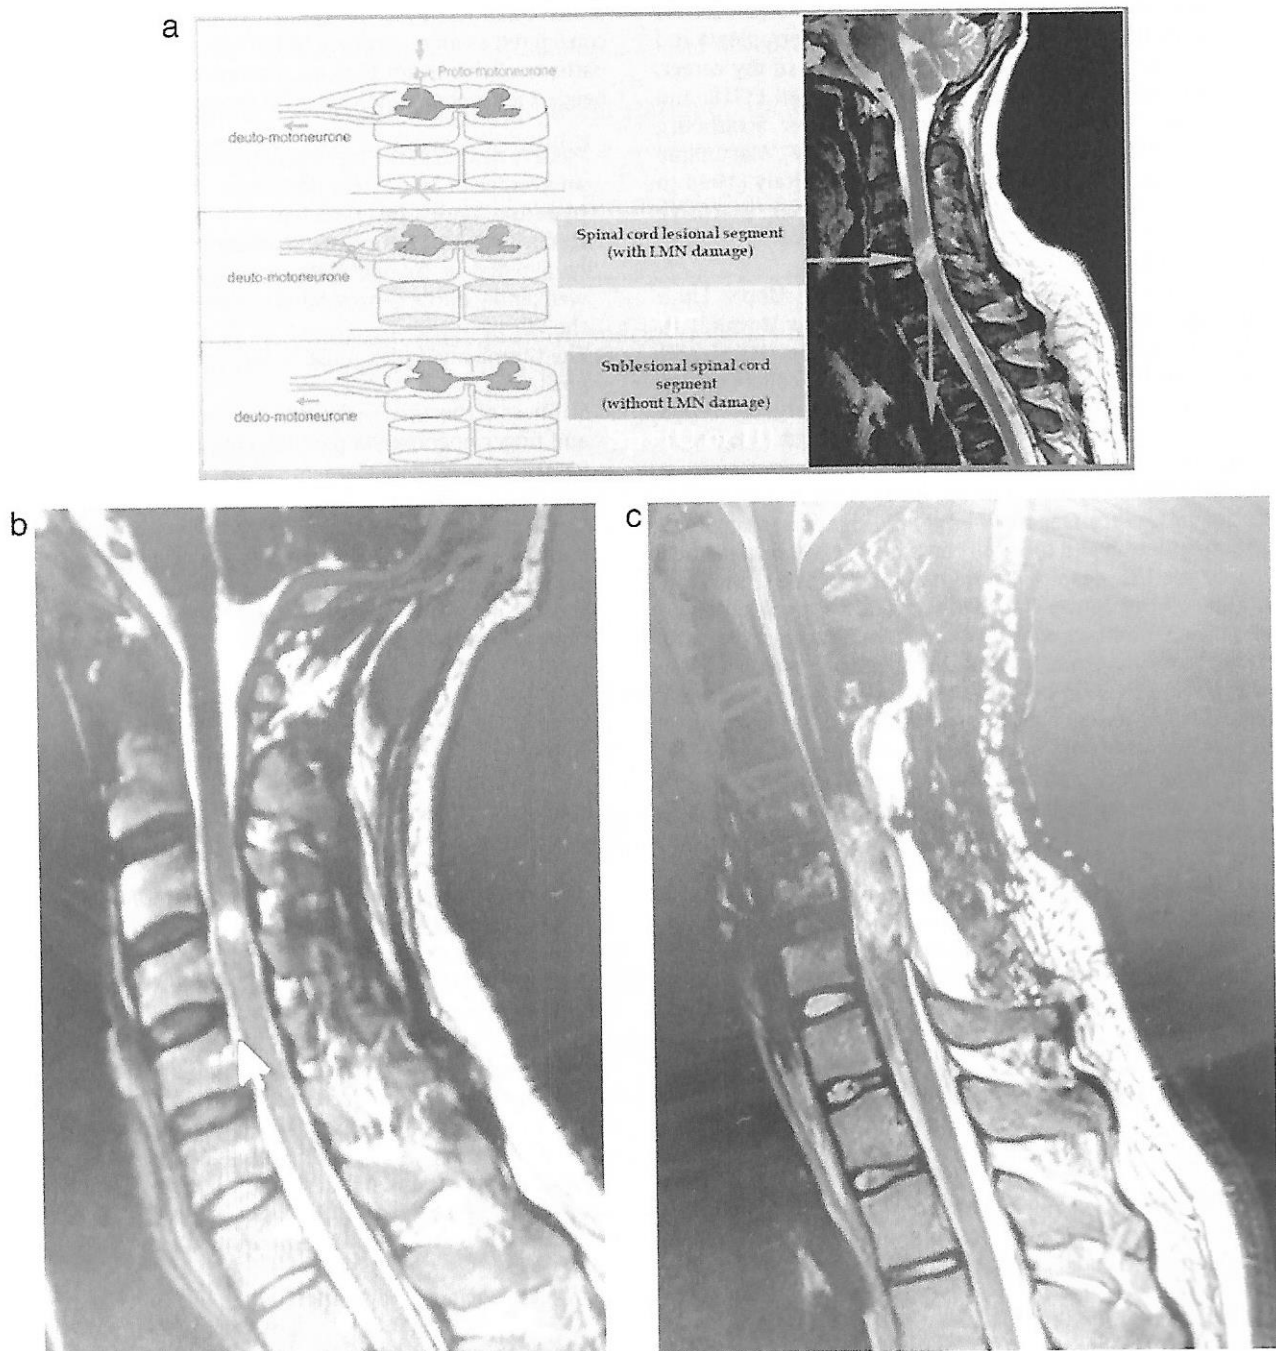 a
Proto-motoneurone
deuto-motoneurone
Spinal cord lesional segment
(with LMN damage)
deuto-motoneurone
Sublesional spinal cord
segment
(without LMN damage)
deuto-motoneurone
b
c